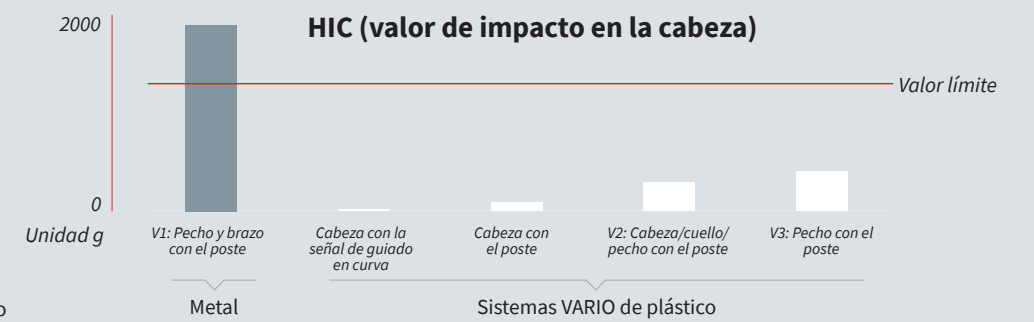 HIC (valor de impacto en la cabeza)
2000
Valor límite
0
Unidad g
V1: Pecho y brazo
con el poste
Cabeza con la
señal de guiado
en curva
Cabeza con
el poste
V2: Cabeza/cuello/
pecho con el poste
V3: Pecho con el
poste
Metal
Sistemas VARIO de plástico